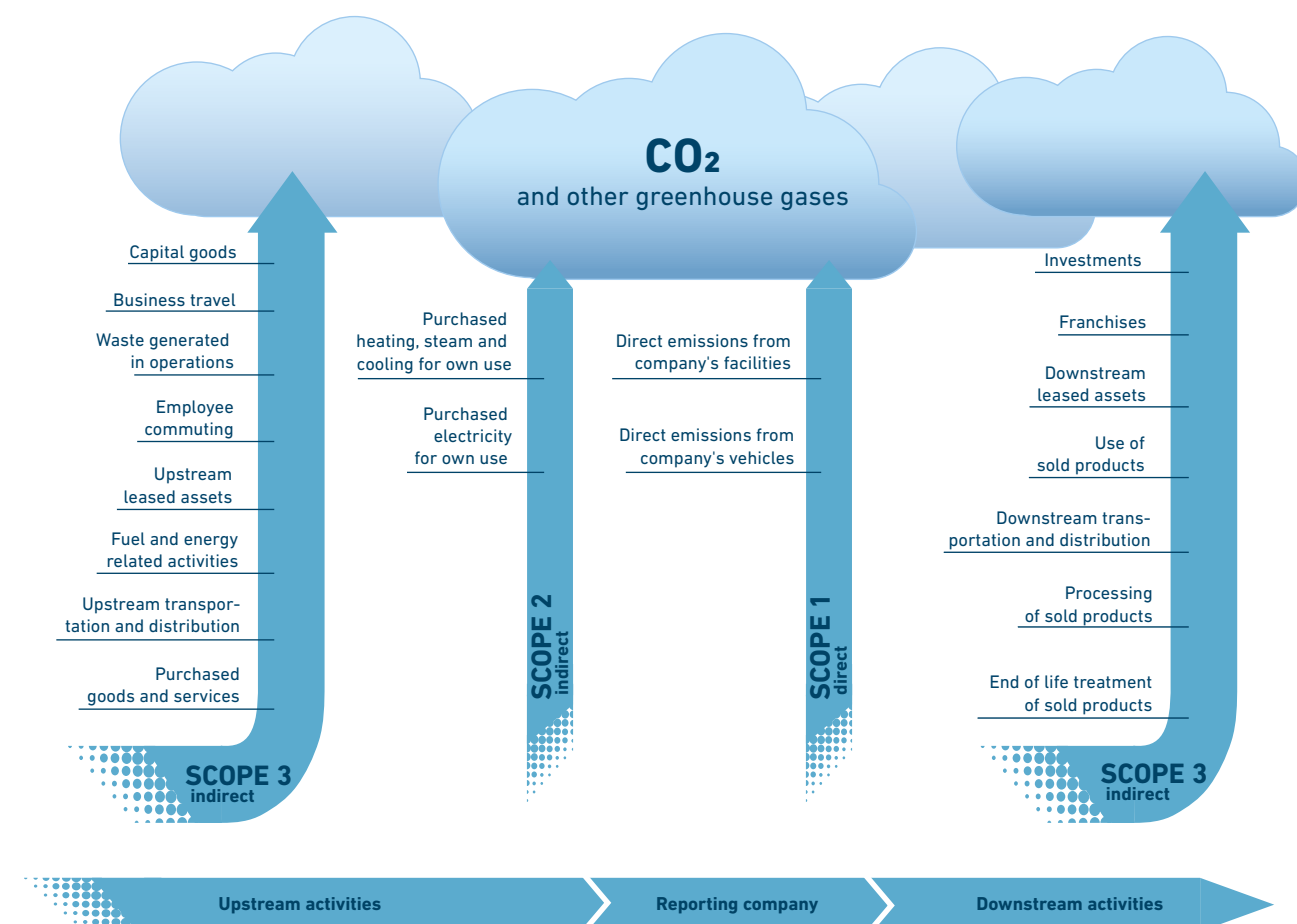 CO₂
and other greenhouse gases
Capital goods
Business travel
Waste generated
in operations
Employee
commuting
Upstream
leased assets
Fuel and energy
related activities
Upstream transpor-
tation and distribution
Purchased
goods and services
SCOPE 3
indirect
Purchased
heating, steam and
cooling for own use
Purchased
electricity
for own use
SCOPE 2
indirect
Direct emissions from
company's facilities
Direct emissions from
company's vehicles
SCOPE 1
direct
Investments
Franchises
Downstream
leased assets
Use of
sold products
Downstream trans-
portation and distribution
Processing
of sold products
End of life treatment
of sold products
SCOPE 3
indirect
Upstream activities
Reporting company
Downstream activities